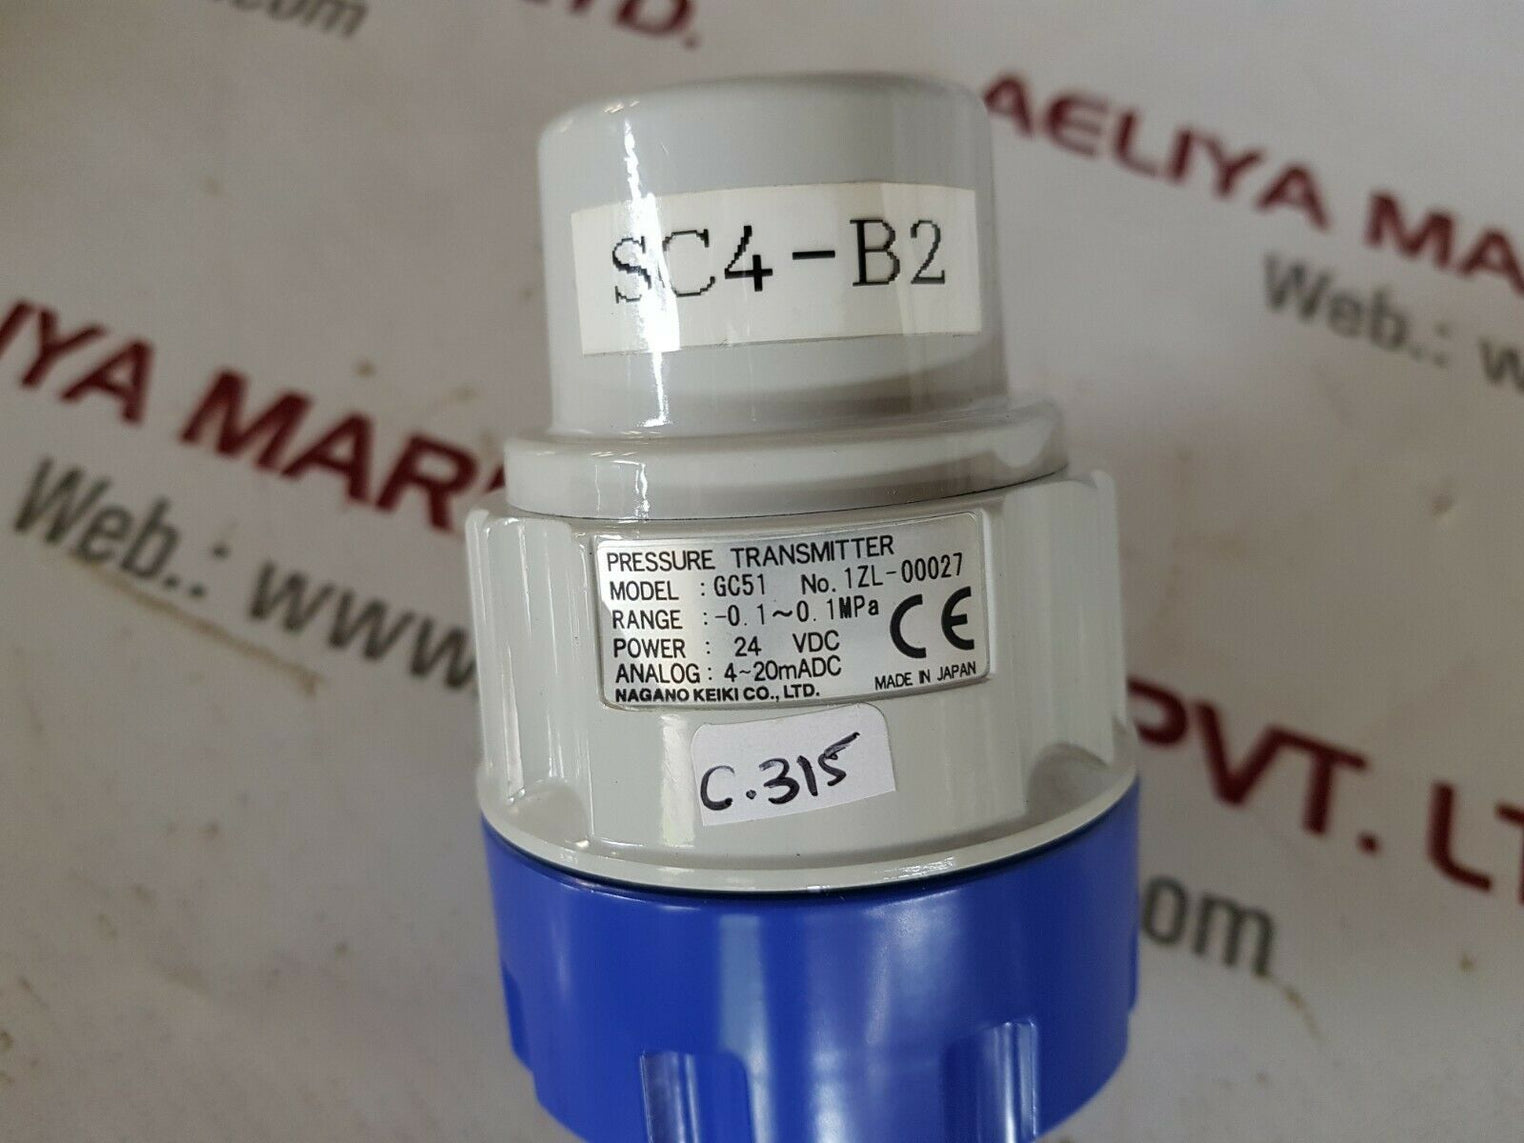 LTD.
.com
AELIYA MA
Web.: w
SC4-B2
IYA MAR
Web.: www.
PRESSURE TRANSMITTER
MODEL : GC51 No. 1ZL-00027
RANGE : -0.1~0.1MPa
POWER : 24 VDC
ANALOG : 4~20mADC
NAGANO KEIKI CO., LTD.
CE
MADE IN JAPAN
C.315
PVT. LT
om